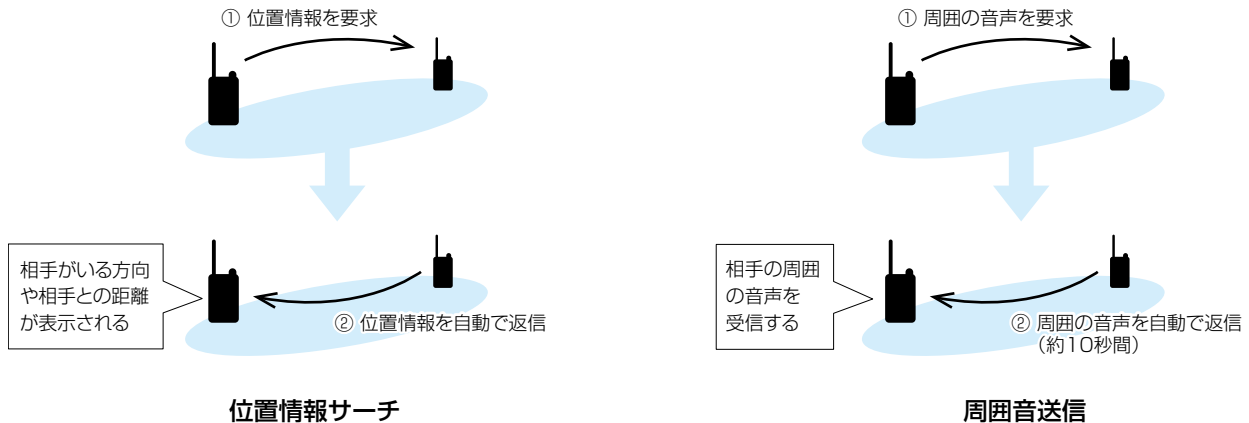 ① 位置情報を要求
相手がいる方向
や相手との距離
が表示される
② 位置情報を自動で返信
位置情報サーチ
① 周囲の音声を要求
相手の周囲
の音声を
受信する
② 周囲の音声を自動で返信
（約10秒間）
周囲音送信